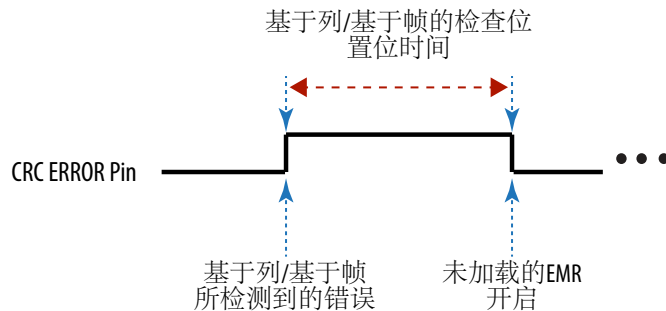 基于列/基于帧的检查位
置位时间
CRC ERROR Pin
基于列/基于帧
所检测到的错误
未加载的EMR
开启